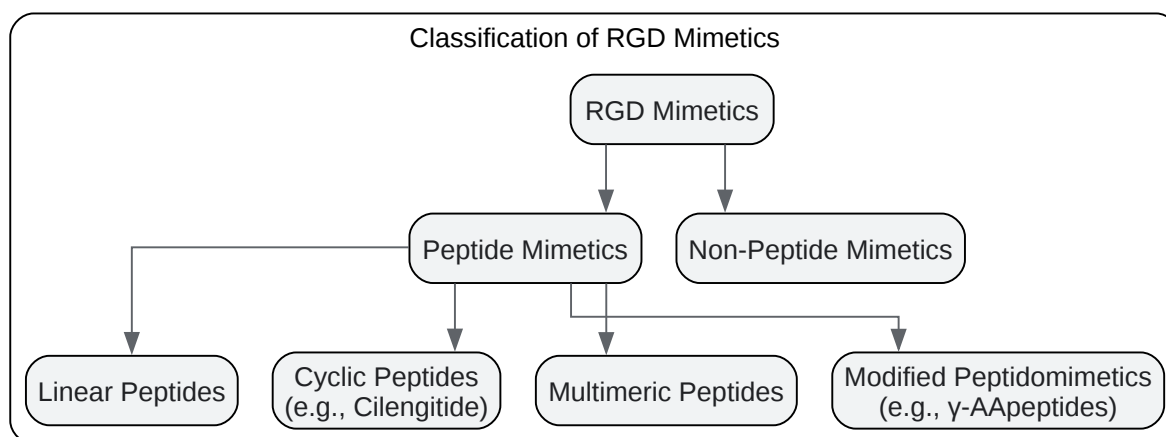 Classification of RGD Mimetics
RGD Mimetics
Peptide Mimetics
Non-Peptide Mimetics
Linear Peptides
Cyclic Peptides
(e.g., Cilengitide)
Multimeric Peptides
Modified Peptidomimetics
(e.g., γ-AApeptides)